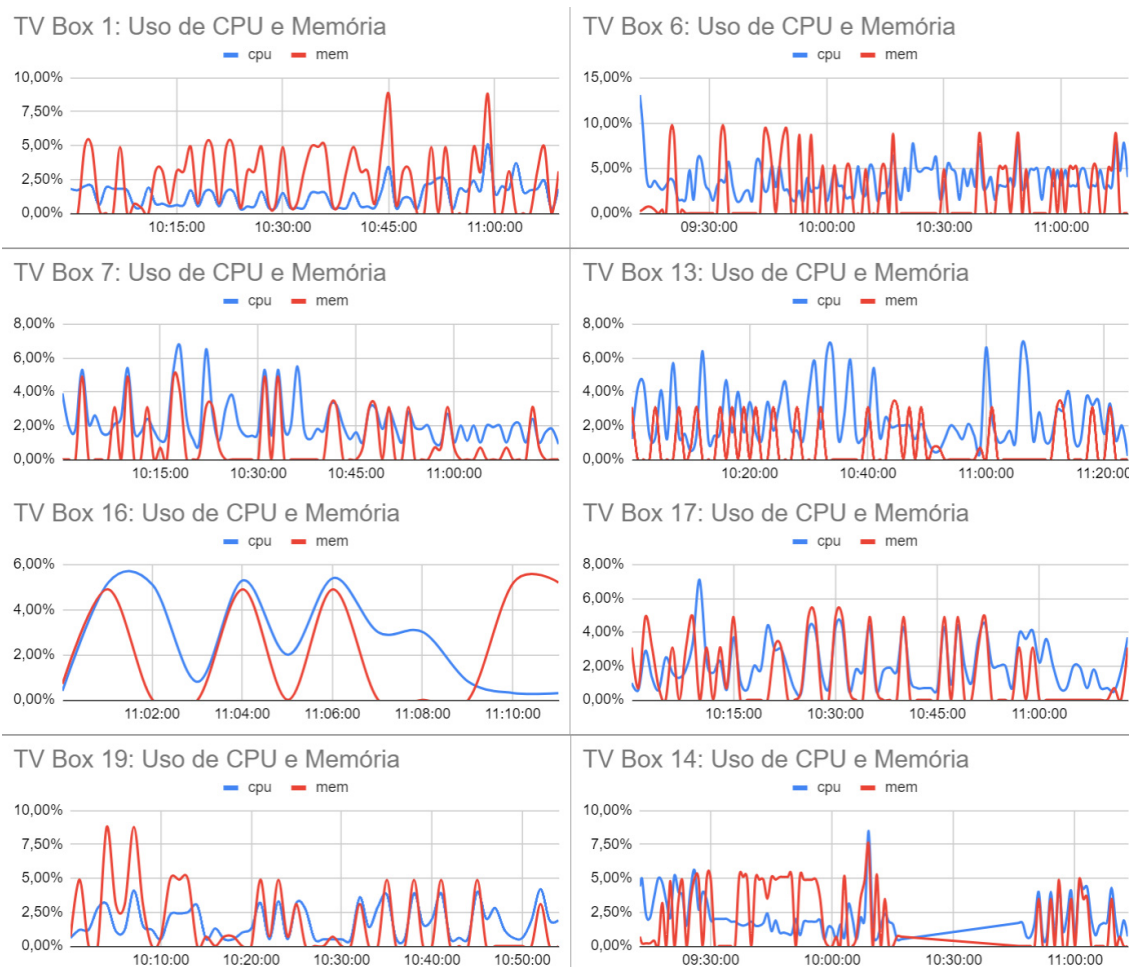 TV Box 1: Uso de CPU e Memória
cpu mem
10,00%
7,50%
5,00%
2,50%
0,00%
10:15:00 10:30:00 10:45:00 11:00:00
TV Box 6: Uso de CPU e Memória
cpu mem
15,00%
10,00%
5,00%
0,00%
09:30:00 10:00:00 10:30:00 11:00:00
TV Box 7: Uso de CPU e Memória
cpu mem
8,00%
6,00%
4,00%
2,00%
0,00%
10:15:00 10:30:00 10:45:00 11:00:00
TV Box 13: Uso de CPU e Memória
cpu mem
8,00%
6,00%
4,00%
2,00%
0,00%
10:20:00 10:40:00 11:00:00 11:20:00
TV Box 16: Uso de CPU e Memória
cpu mem
6,00%
4,00%
2,00%
0,00%
11:02:00 11:04:00 11:06:00 11:08:00 11:10:00
TV Box 17: Uso de CPU e Memória
cpu mem
8,00%
6,00%
4,00%
2,00%
0,00%
10:15:00 10:30:00 10:45:00 11:00:00
TV Box 19: Uso de CPU e Memória
cpu mem
10,00%
7,50%
5,00%
2,50%
0,00%
10:10:00 10:20:00 10:30:00 10:40:00 10:50:00
TV Box 14: Uso de CPU e Memória
cpu mem
10,00%
7,50%
5,00%
2,50%
0,00%
09:30:00 10:00:00 10:30:00 11:00:00